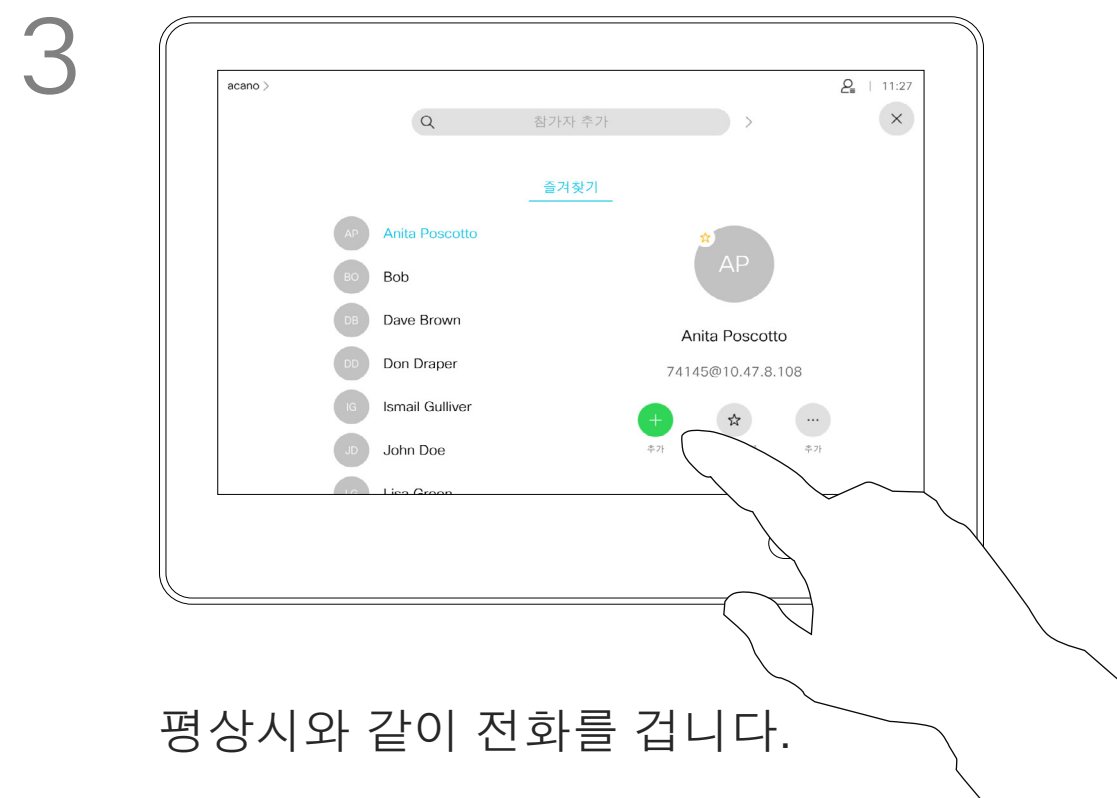 3
acano >
11:27
참가자 추가
즐겨찾기
AP Anita Poscotto
BO Bob
DB Dave Brown
DD Don Draper
IG Ismail Gulliver
JD John Doe
Lisa Green
AP
Anita Poscotto
74145@10.47.8.108
추가
추가
평상시와 같이 전화를 겁니다.